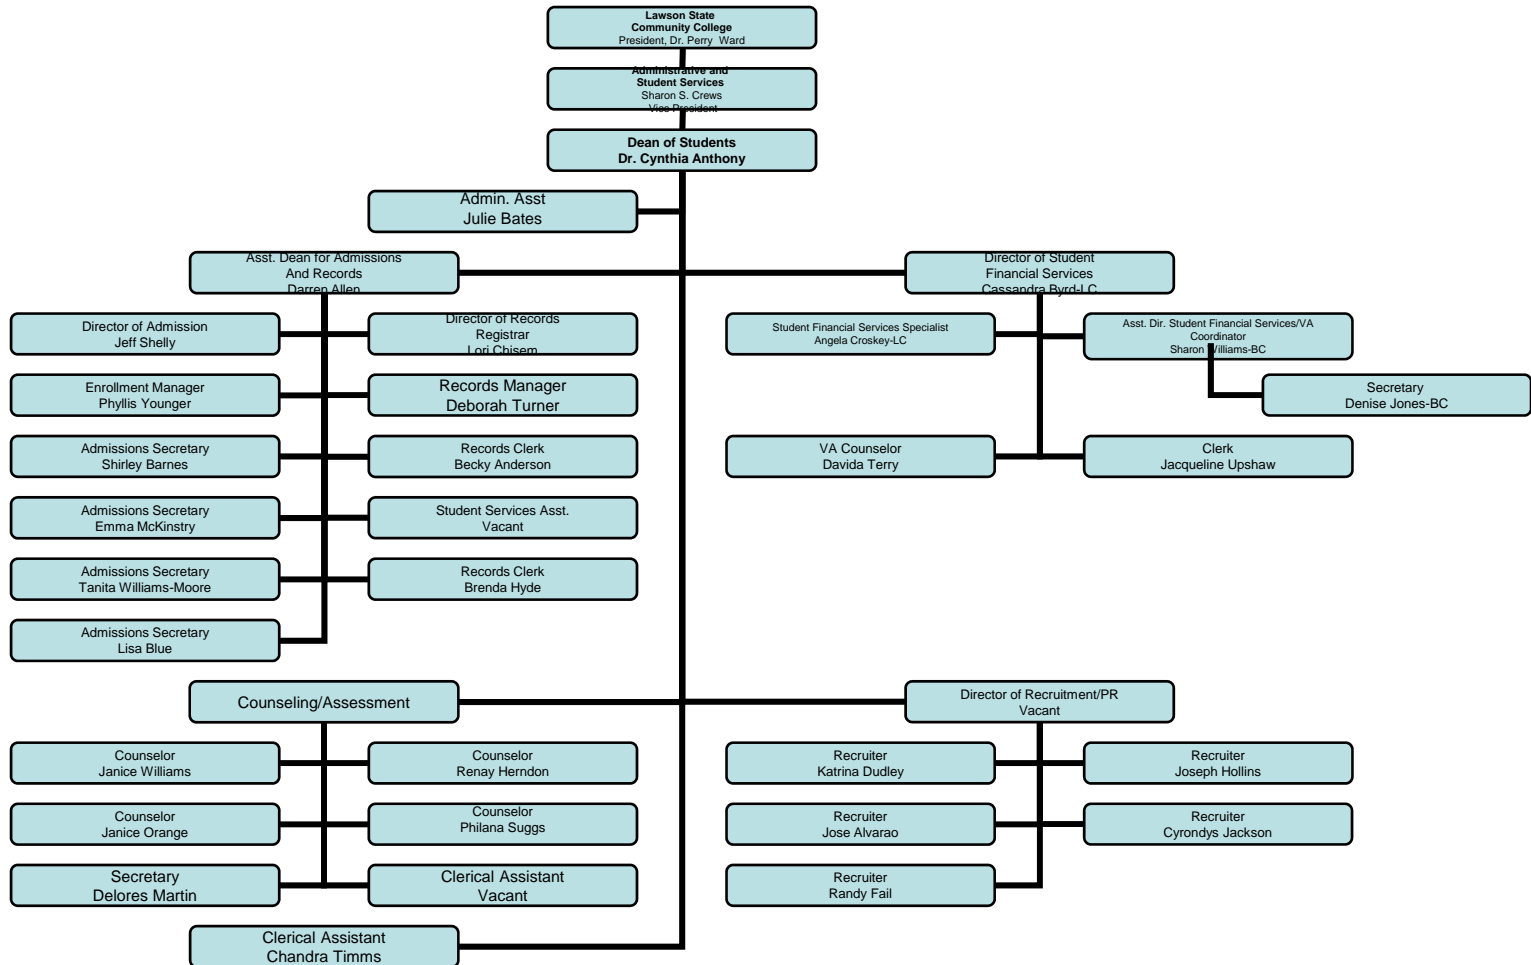 Lawson State
Community College
President, Dr. Perry Ward
Administrative and
Student Services
Sharon S. Crews
Vice President
Dean of Students
Dr. Cynthia Anthony
Admin. Asst
Julie Bates
Asst. Dean for Admissions
And Records
Darren Allen
Director of Student
Financial Services
Cassandra Byrd-LC
Director of Admission
Jeff Shelly
Director of Records
Registrar
Lori Chisem
Student Financial Services Specialist
Angela Croskey-LC
Asst. Dir. Student Financial Services/VA
Coordinator
Sharon Williams-BC
Enrollment Manager
Phyllis Younger
Records Manager
Deborah Turner
Secretary
Denise Jones-BC
Admissions Secretary
Shirley Barnes
Records Clerk
Becky Anderson
VA Counselor
Davida Terry
Clerk
Jacqueline Upshaw
Admissions Secretary
Emma McKinstry
Student Services Asst.
Vacant
Admissions Secretary
Tanita Williams-Moore
Records Clerk
Brenda Hyde
Admissions Secretary
Lisa Blue
Counseling/Assessment
Director of Recruitment/PR
Vacant
Counselor
Janice Williams
Counselor
Renay Herndon
Recruiter
Katrina Dudley
Recruiter
Joseph Hollins
Counselor
Janice Orange
Counselor
Philana Suggs
Recruiter
Jose Alvarao
Recruiter
Cyrondys Jackson
Secretary
Delores Martin
Clerical Assistant
Vacant
Recruiter
Randy Fail
Clerical Assistant
Chandra Timms